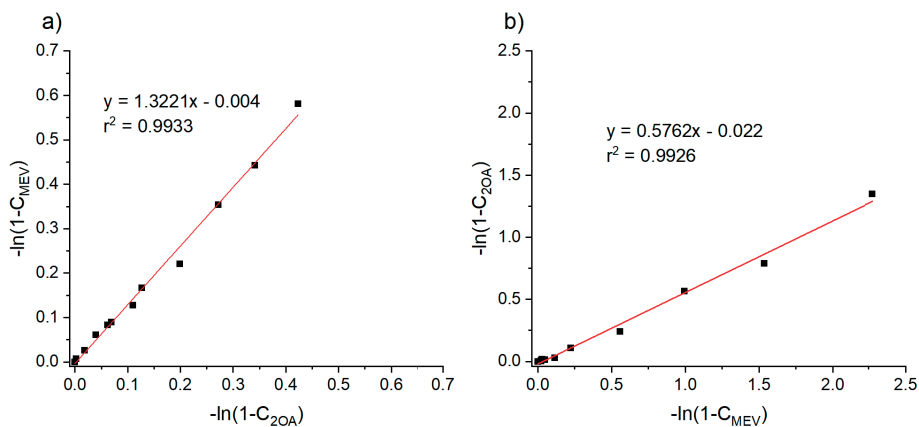 a)
0.7
0.6
0.5
0.4
0.3
0.2
0.1
0.0
-ln(1-C_MEV)
y = 1.3221x - 0.004
r² = 0.9933
0.0 0.1 0.2 0.3 0.4 0.5 0.6 0.7
-ln(1-C_2OA)
b)
2.5
2.0
1.5
1.0
0.5
0.0
-ln(1-C_2OA)
y = 0.5762x - 0.022
r² = 0.9926
0.0 0.5 1.0 1.5 2.0 2.5
-ln(1-C_MEV)